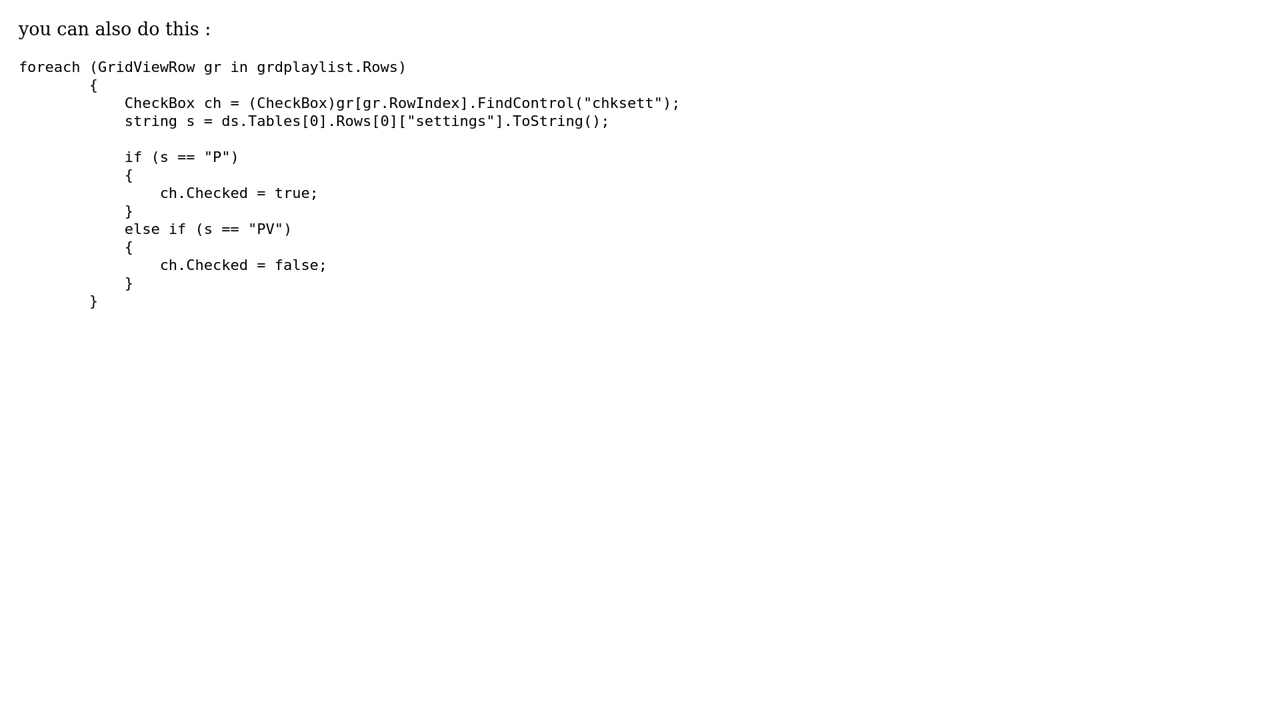 you can also do this :
foreach (GridViewRow gr in grdplaylist.Rows)
        {
            CheckBox ch = (CheckBox)gr[gr.RowIndex].FindControl("chksett");
            string s = ds.Tables[0].Rows[0]["settings"].ToString();

            if (s == "P")
            {
                ch.Checked = true;
            }
            else if (s == "PV")
            {
                ch.Checked = false;
            }
        }